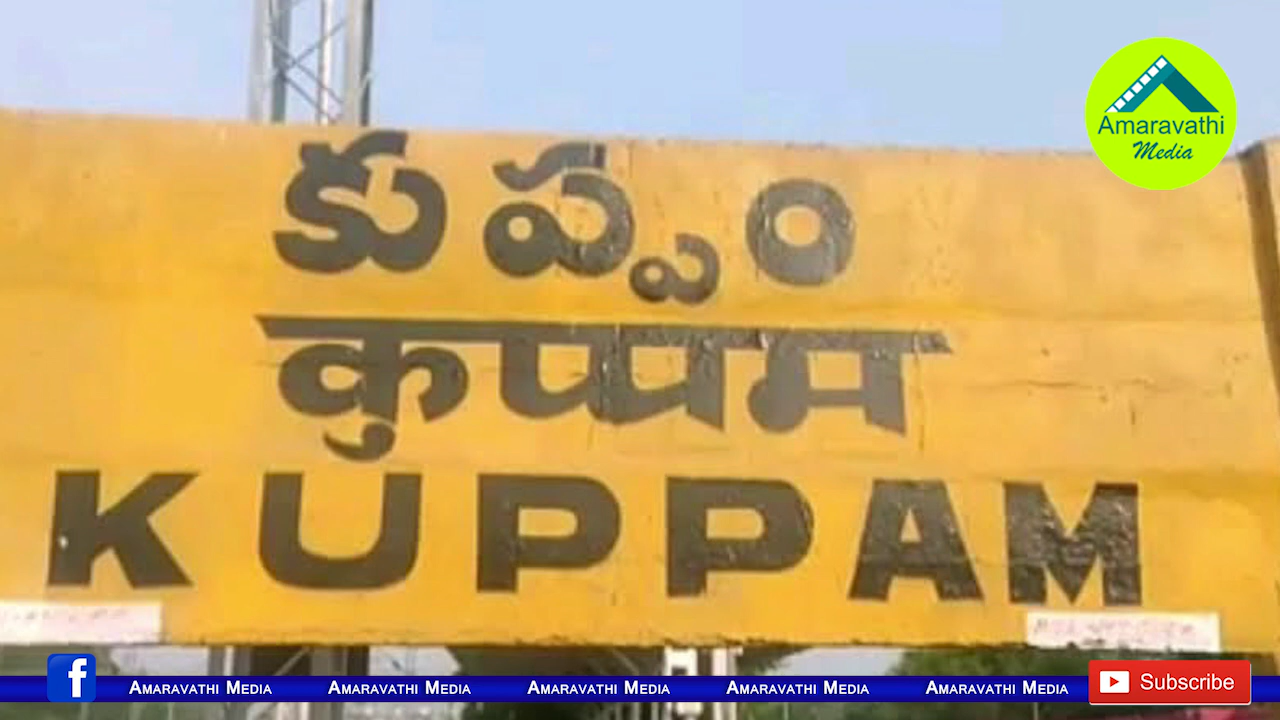 Amaravathi
Media
కుప్పం
कुप्पम
KUPPAM
f Amaravathi Media Amaravathi Media Amaravathi Media Amaravathi Media Amaravathi Media Subscribe